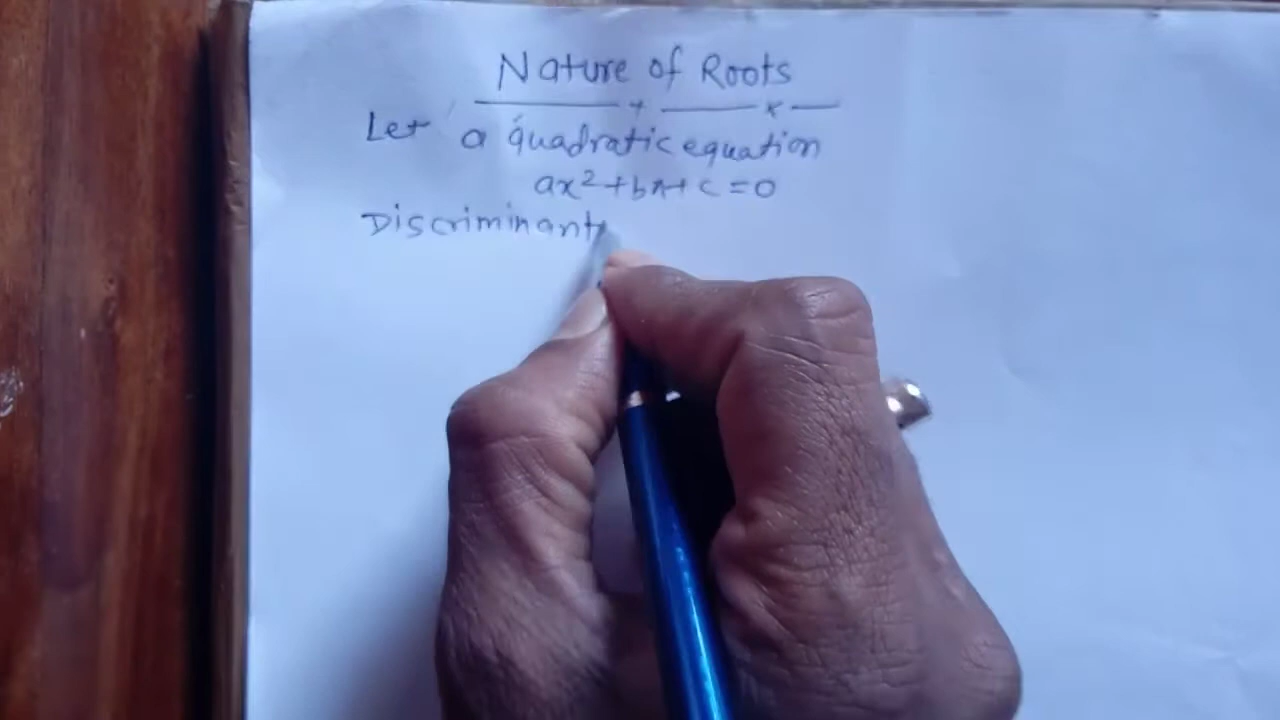 Nature of Roots
Let a quadratic equation
ax²+bx+c=0
Discriminant